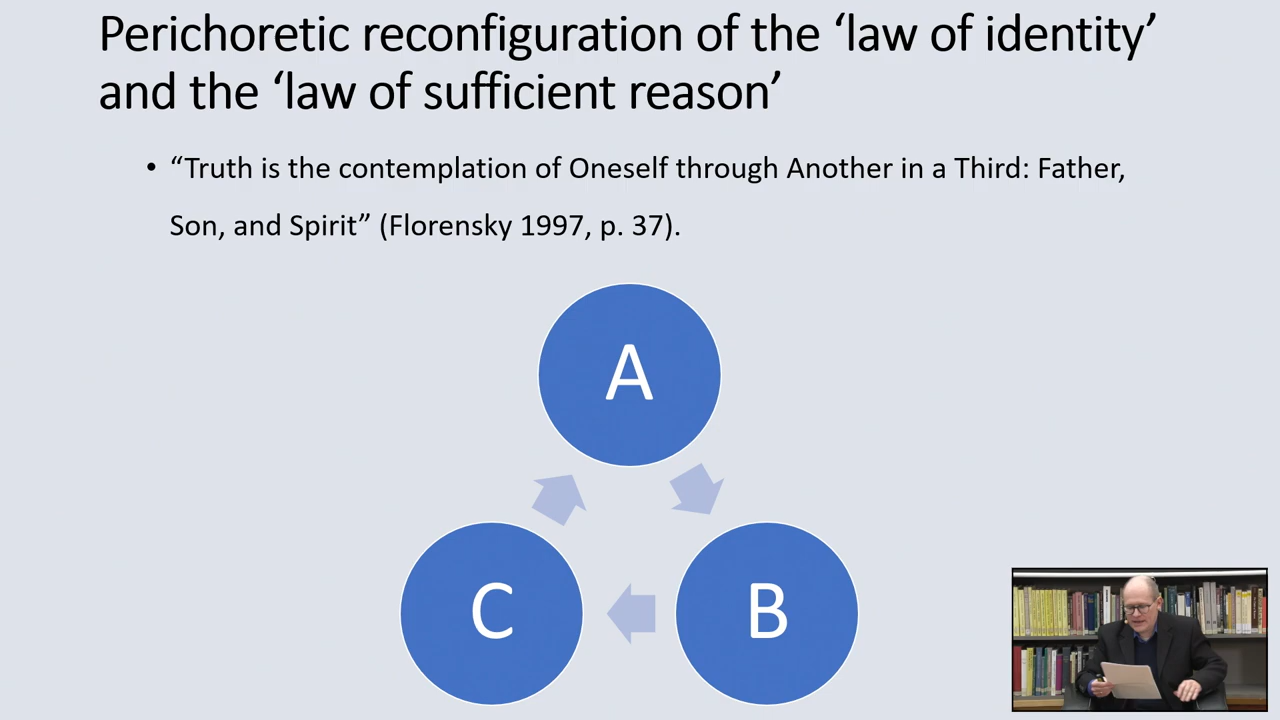 Perichoretic reconfiguration of the ‘law of identity’
and the ‘law of sufficient reason’
• “Truth is the contemplation of Oneself through Another in a Third: Father,
Son, and Spirit” (Florensky 1997, p. 37).
A
C
B